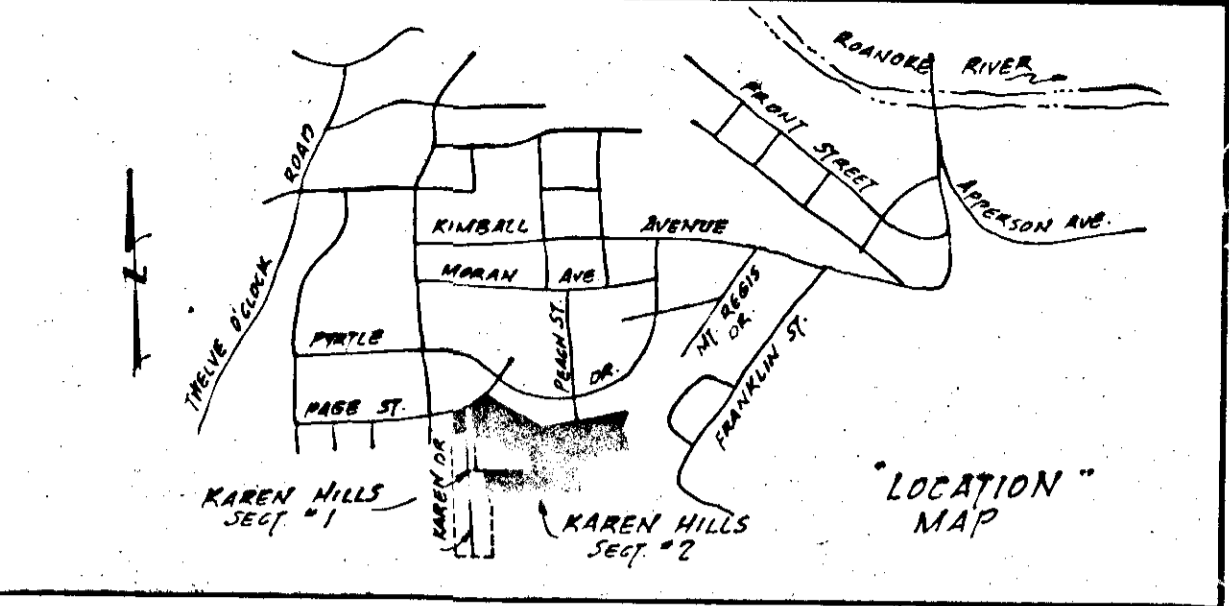 ROANOKE RIVER
FRONT STREET
ROAD
APPERSON AVE.
KIMBALL AVENUE
MORAN AVE
TWELVE O'CLOCK
MT. REGIS
DR.
PYRTLE DR.
PEACH ST.
FRANKLIN ST.
PAGE ST.
KAREN DR
KAREN HILLS
SECT. #1
KAREN HILLS
SECT. #2
"LOCATION"
MAP